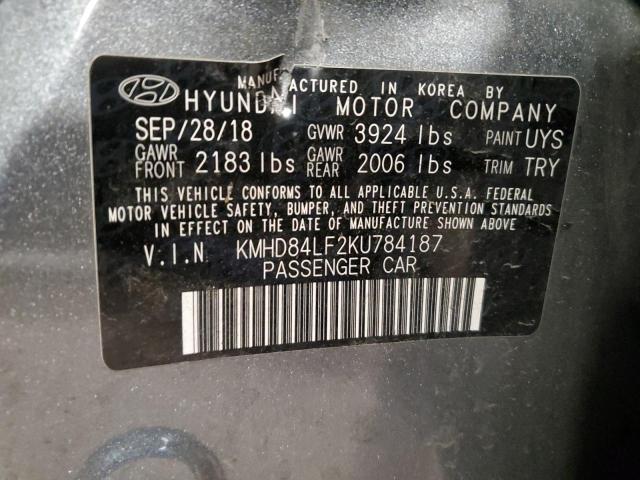 MANUFACTURED IN KOREA BY
HYUNDAI MOTOR COMPANY
SEP/28/18 GVWR 3924 lbs PAINT UYS
GAWR FRONT 2183 lbs GAWR REAR 2006 lbs TRIM TRY
THIS VEHICLE CONFORMS TO ALL APPLICABLE U.S.A. FEDERAL
MOTOR VEHICLE SAFETY, BUMPER, AND THEFT PREVENTION STANDARDS
IN EFFECT ON THE DATE OF MANUFACTURE SHOWN ABOVE
V.I.N KMHD84LF2KU784187
PASSENGER CAR